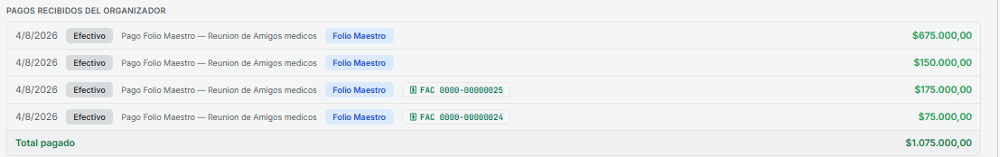 PAGOS RECIBIDOS DEL ORGANIZADOR
4/8/2026 Efectivo Pago Folio Maestro — Reunion de Amigos medicos Folio Maestro $675.000,00
4/8/2026 Efectivo Pago Folio Maestro — Reunion de Amigos medicos Folio Maestro $150.000,00
4/8/2026 Efectivo Pago Folio Maestro — Reunion de Amigos medicos Folio Maestro FAC 0000-00000025 $175.000,00
4/8/2026 Efectivo Pago Folio Maestro — Reunion de Amigos medicos Folio Maestro FAC 0000-00000024 $75.000,00
Total pagado $1.075.000,00